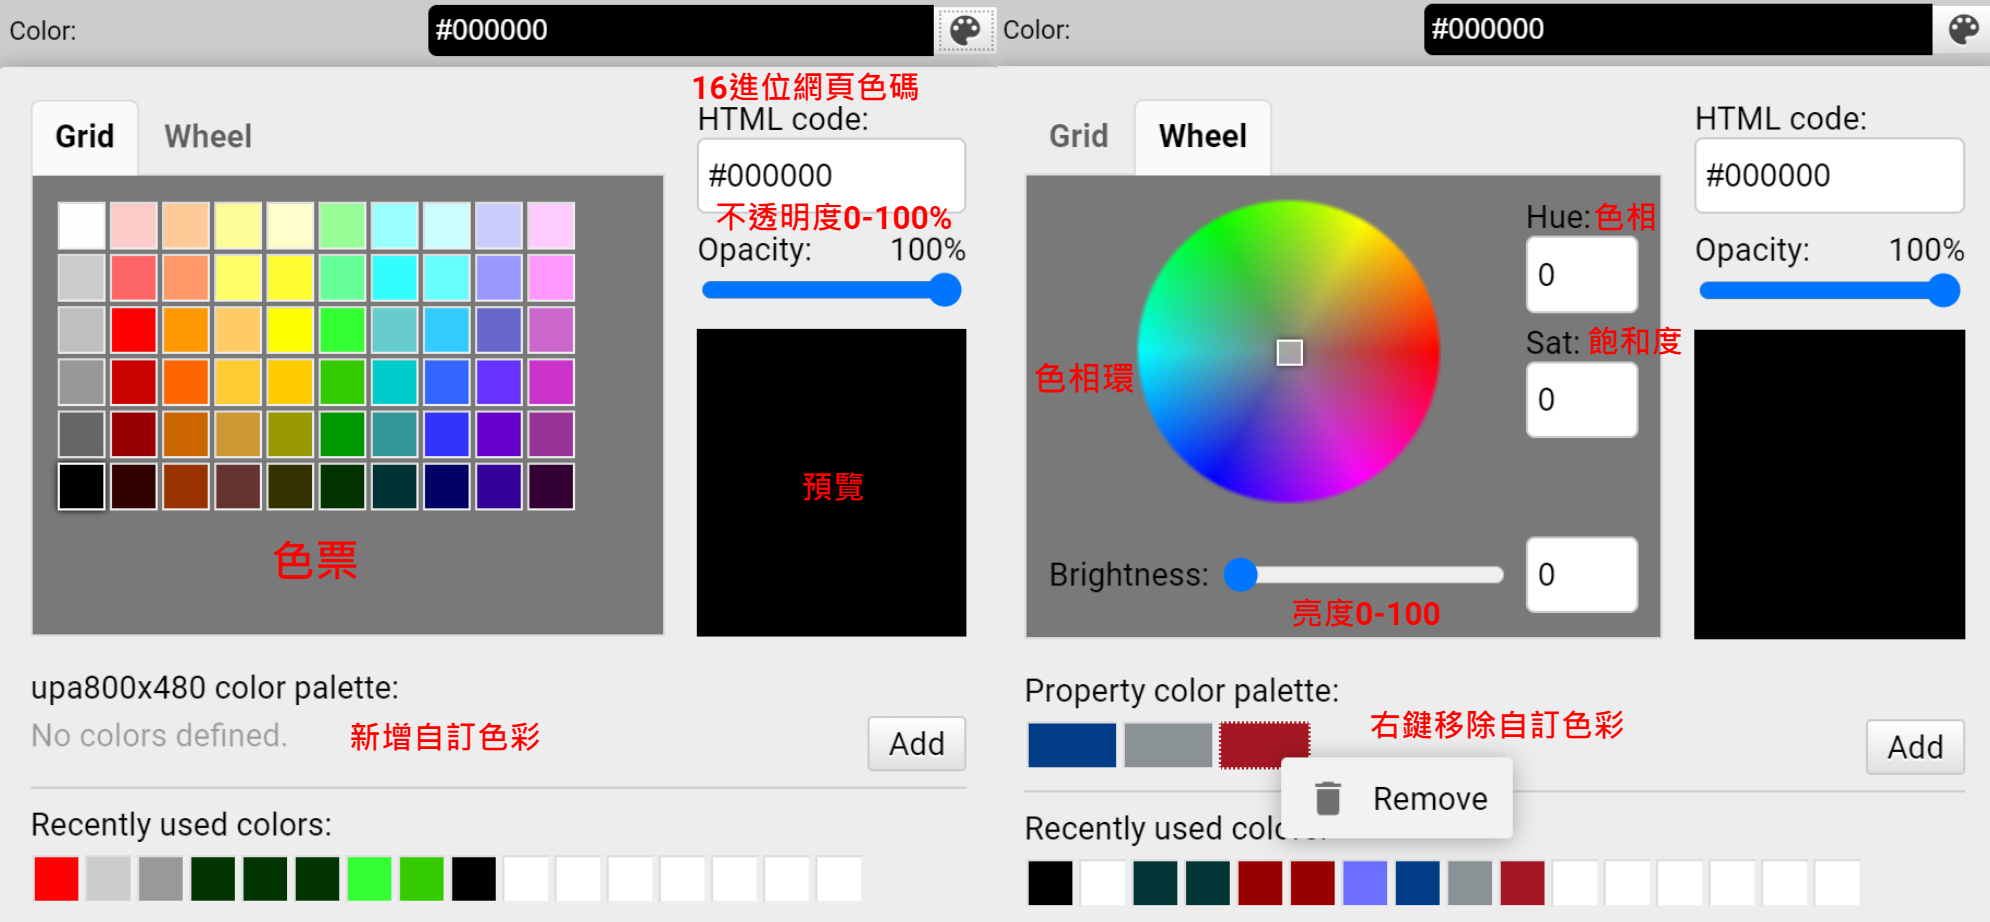 Color:
#000000
16進位網頁色碼
Grid
Wheel
HTML code:
#000000
不透明度0-100%
Opacity:
100%
預覽
色票
upa800x480 color palette:
No colors defined.
新增自訂色彩
Add
Recently used colors:
Color:
#000000
Grid
Wheel
HTML code:
#000000
Hue:色相
0
Opacity:
100%
Sat: 飽和度
0
色相環
Brightness:
0
亮度0-100
Property color palette:
右鍵移除自訂色彩
Add
Remove
Recently used colors: